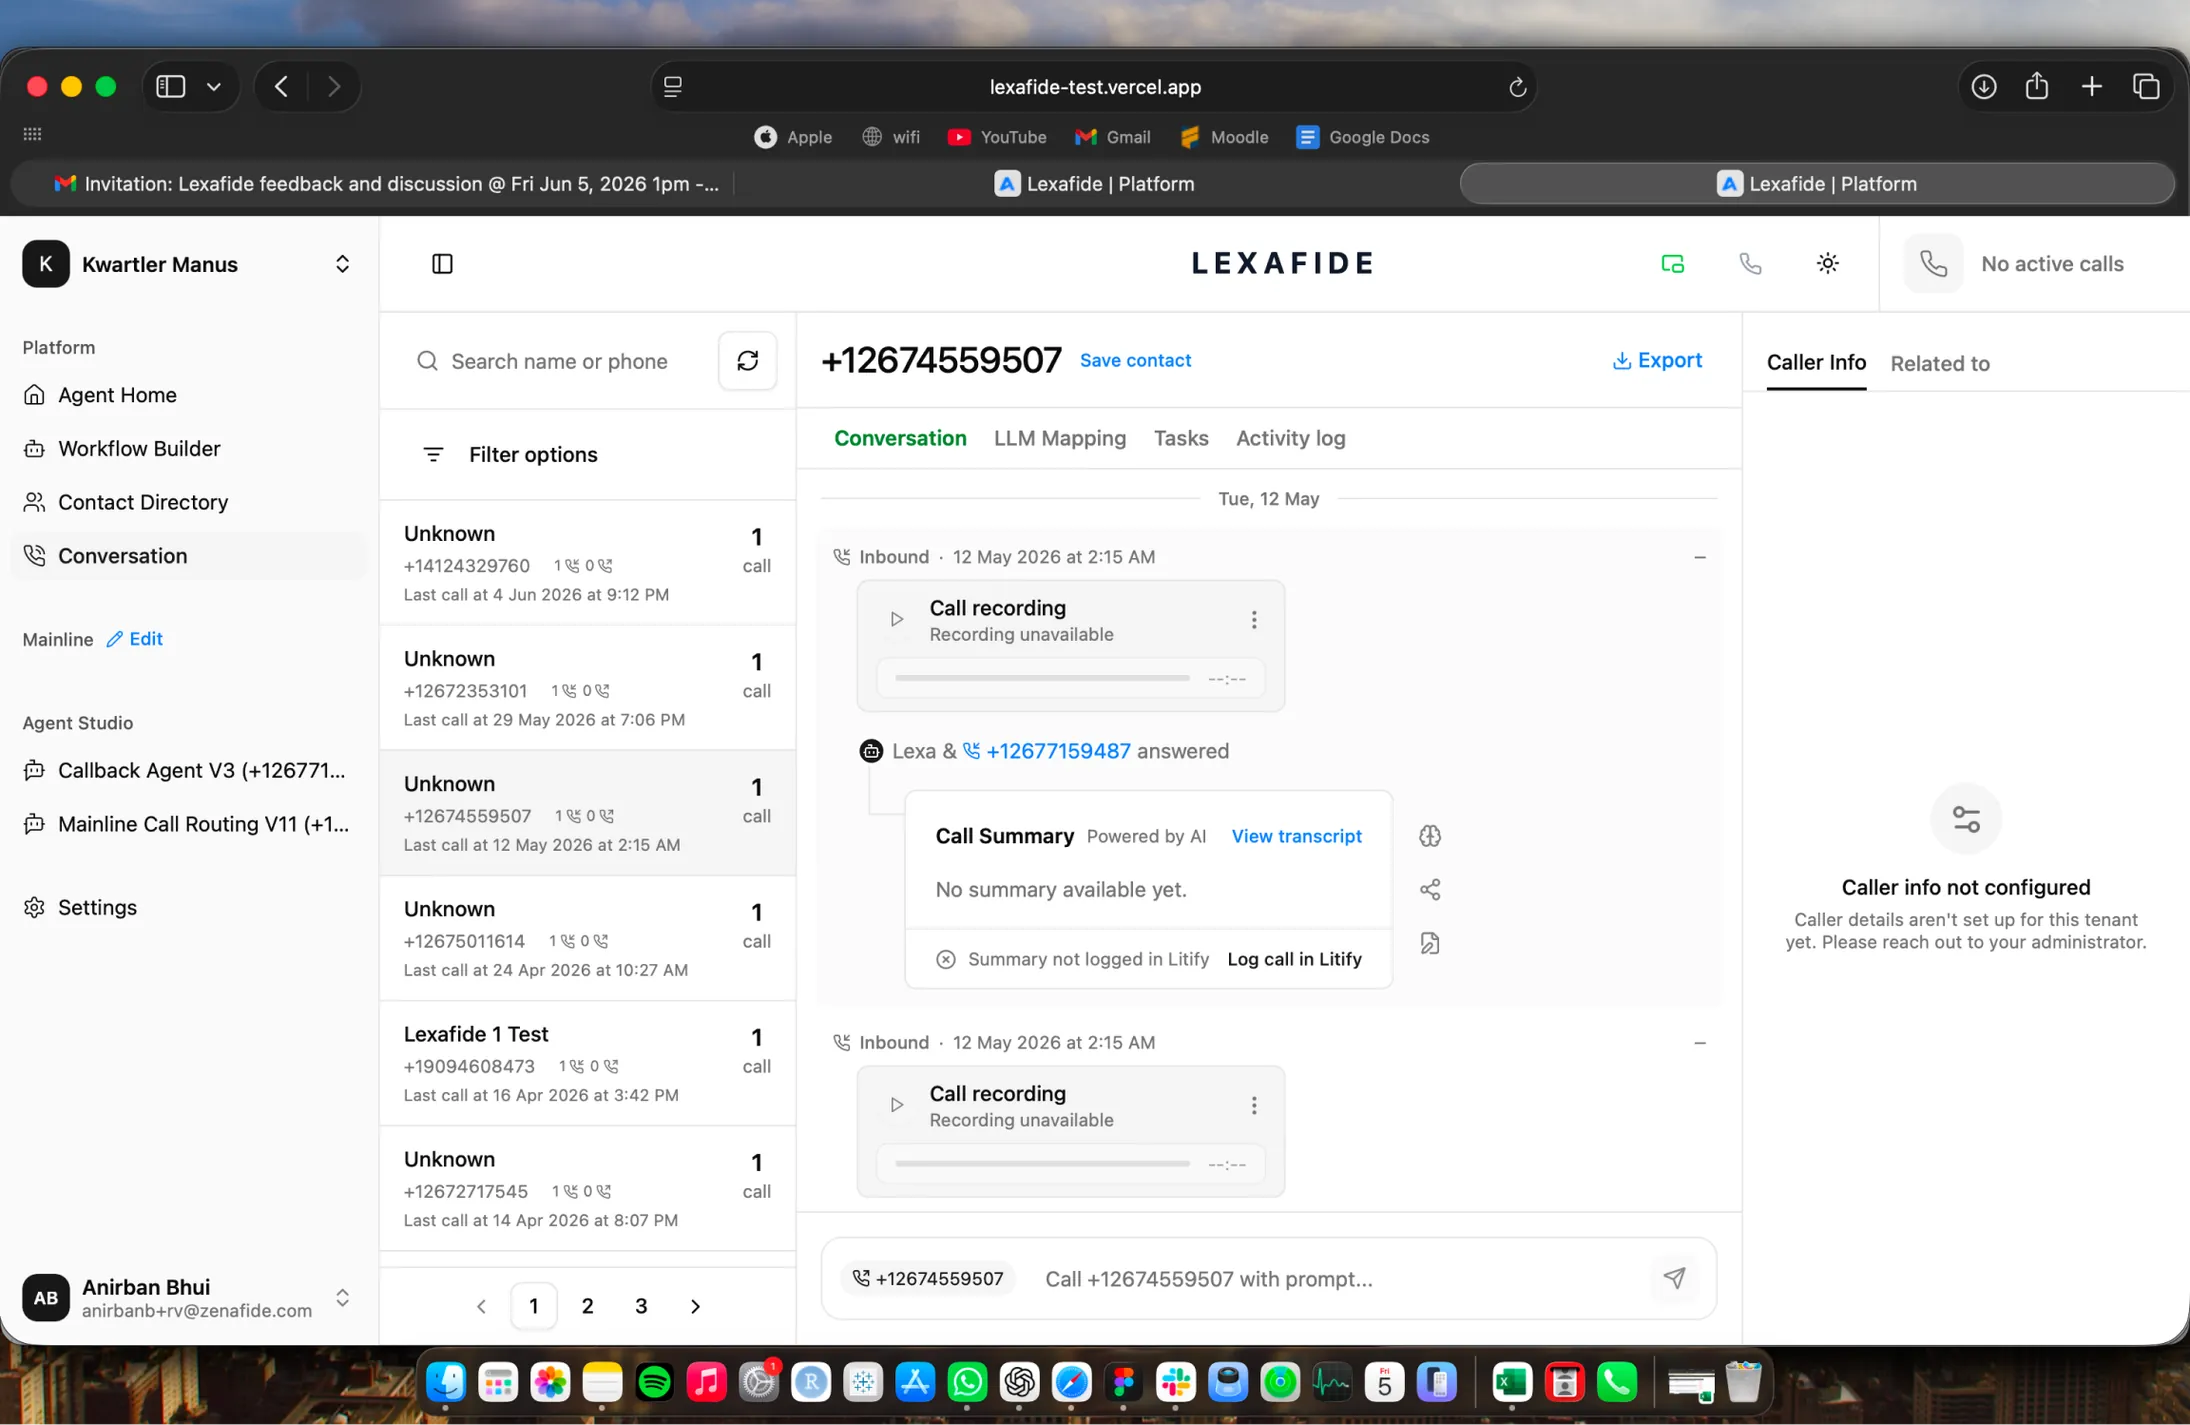 lexafide-test.vercel.app
Apple
wifi
YouTube
Gmail
Moodle
Google Docs
Invitation: Lexafide feedback and discussion @ Fri Jun 5, 2026 1pm -...
Lexafide | Platform
Lexafide | Platform
K
Kwartler Manus
Platform
Agent Home
Workflow Builder
Contact Directory
Conversation
Mainline Edit
Agent Studio
Callback Agent V3 (+126771...
Mainline Call Routing V11 (+1...
Settings
AB
Anirban Bhui
anirbanb+rv@zenafide.com
LEXAFIDE
No active calls
Search name or phone
Filter options
Unknown
1
+14124329760 1 0
call
Last call at 4 Jun 2026 at 9:12 PM
Unknown
1
+12672353101 1 0
call
Last call at 29 May 2026 at 7:06 PM
Unknown
1
+12674559507 1 0
call
Last call at 12 May 2026 at 2:15 AM
Unknown
1
+12675011614 1 0
call
Last call at 24 Apr 2026 at 10:27 AM
Lexafide 1 Test
1
+19094608473 1 0
call
Last call at 16 Apr 2026 at 3:42 PM
Unknown
1
+12672717545 1 0
call
Last call at 14 Apr 2026 at 8:07 PM
1 2 3
+12674559507 Save contact
Export
Conversation LLM Mapping Tasks Activity log
Tue, 12 May
Inbound · 12 May 2026 at 2:15 AM
Call recording
Recording unavailable
--:--
Lexa & +12677159487 answered
Call Summary Powered by AI View transcript
No summary available yet.
Summary not logged in Litify Log call in Litify
Inbound · 12 May 2026 at 2:15 AM
Call recording
Recording unavailable
--:--
+12674559507 Call +12674559507 with prompt...
Caller Info Related to
Caller info not configured
Caller details aren't set up for this tenant
yet. Please reach out to your administrator.
1
R
Fri
5
X